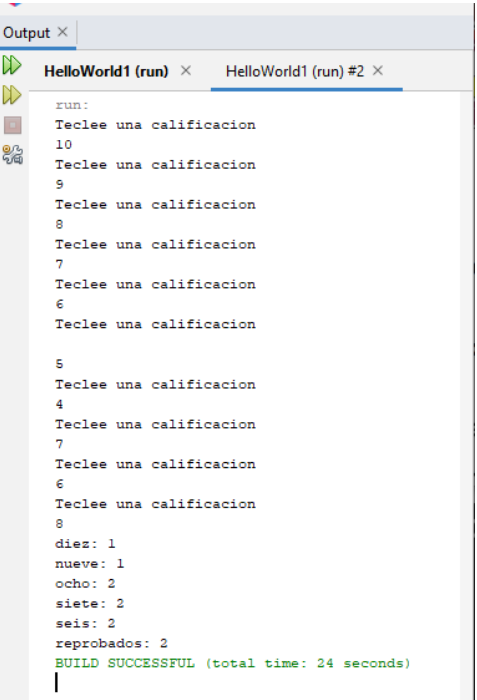 Output ×
HelloWorld1 (run) × HelloWorld1 (run) #2 ×
run:
Teclee una calificacion
10
Teclee una calificacion
9
Teclee una calificacion
8
Teclee una calificacion
7
Teclee una calificacion
6
Teclee una calificacion
5
Teclee una calificacion
4
Teclee una calificacion
7
Teclee una calificacion
6
Teclee una calificacion
8
diez: 1
nueve: 1
ocho: 2
siete: 2
seis: 2
reprobados: 2
BUILD SUCCESSFUL (total time: 24 seconds)